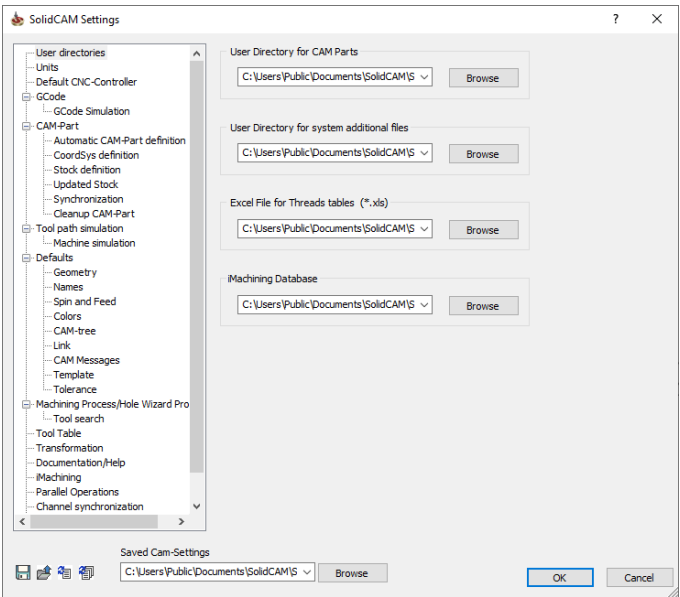 SolidCAM Settings
?
User directories
Units
Default CNC-Controller
GCode
GCode Simulation
CAM-Part
Automatic CAM-Part definition
CoordSys definition
Stock definition
Updated Stock
Synchronization
Cleanup CAM-Part
Tool path simulation
Machine simulation
Defaults
Geometry
Names
Spin and Feed
Colors
CAM-tree
Link
CAM Messages
Template
Tolerance
Machining Process/Hole Wizard Pro
Tool search
Tool Table
Transformation
Documentation/Help
iMachining
Parallel Operations
Channel synchronization
User Directory for CAM Parts
C:\Users\Public\Documents\SolidCAM\S
Browse
User Directory for system additional files
C:\Users\Public\Documents\SolidCAM\S
Browse
Excel File for Threads tables (*.xls)
C:\Users\Public\Documents\SolidCAM\S
Browse
iMachining Database
C:\Users\Public\Documents\SolidCAM\S
Browse
Saved Cam-Settings
C:\Users\Public\Documents\SolidCAM\S
Browse
OK
Cancel